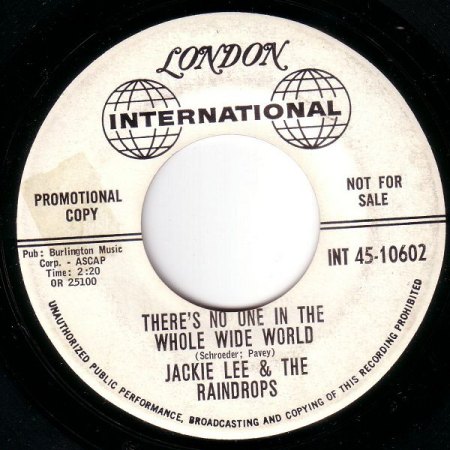 LONDON
INTERNATIONAL
PROMOTIONAL
COPY
NOT FOR
SALE
Pub: Burlington Music
Corp. - ASCAP
Time: 2:20
OR 25100
INT 45-10602
THERE'S NO ONE IN THE
WHOLE WIDE WORLD
(Schroeder; Pavey)
JACKIE LEE & THE
RAINDROPS
UNAUTHORIZED PUBLIC PERFORMANCE, BROADCASTING AND COPYING OF THIS RECORDING PROHIBITED